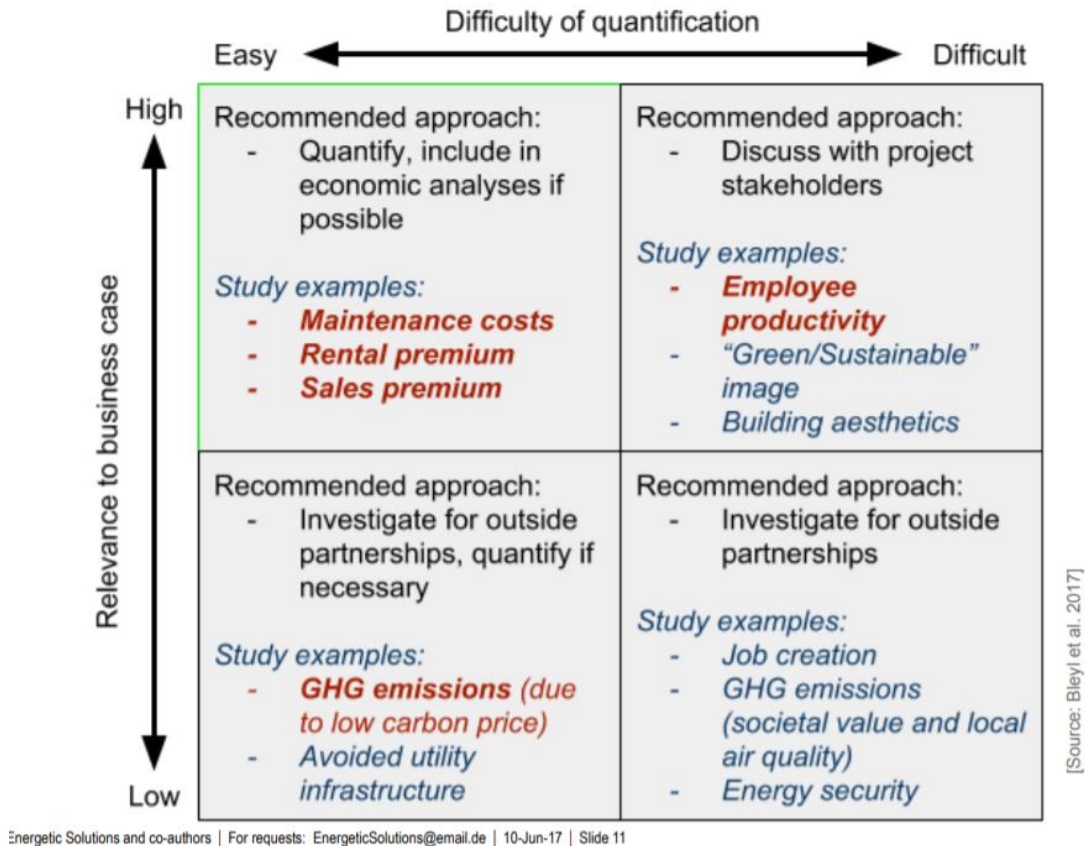 Difficulty of quantification
Easy
Difficult
High
Relevance to business case
Low
Recommended approach:
- Quantify, include in
economic analyses if
possible
Study examples:
- Maintenance costs
- Rental premium
- Sales premium
Recommended approach:
- Discuss with project
stakeholders
Study examples:
- Employee
productivity
- “Green/Sustainable”
image
- Building aesthetics
Recommended approach:
- Investigate for outside
partnerships, quantify if
necessary
Study examples:
- GHG emissions (due
to low carbon price)
- Avoided utility
infrastructure
Recommended approach:
- Investigate for outside
partnerships
Study examples:
- Job creation
- GHG emissions
(societal value and local
air quality)
- Energy security
[Source: Bleyl et al. 2017]
Energetic Solutions and co-authors | For requests: EnergeticSolutions@email.de | 10-Jun-17 | Slide 11